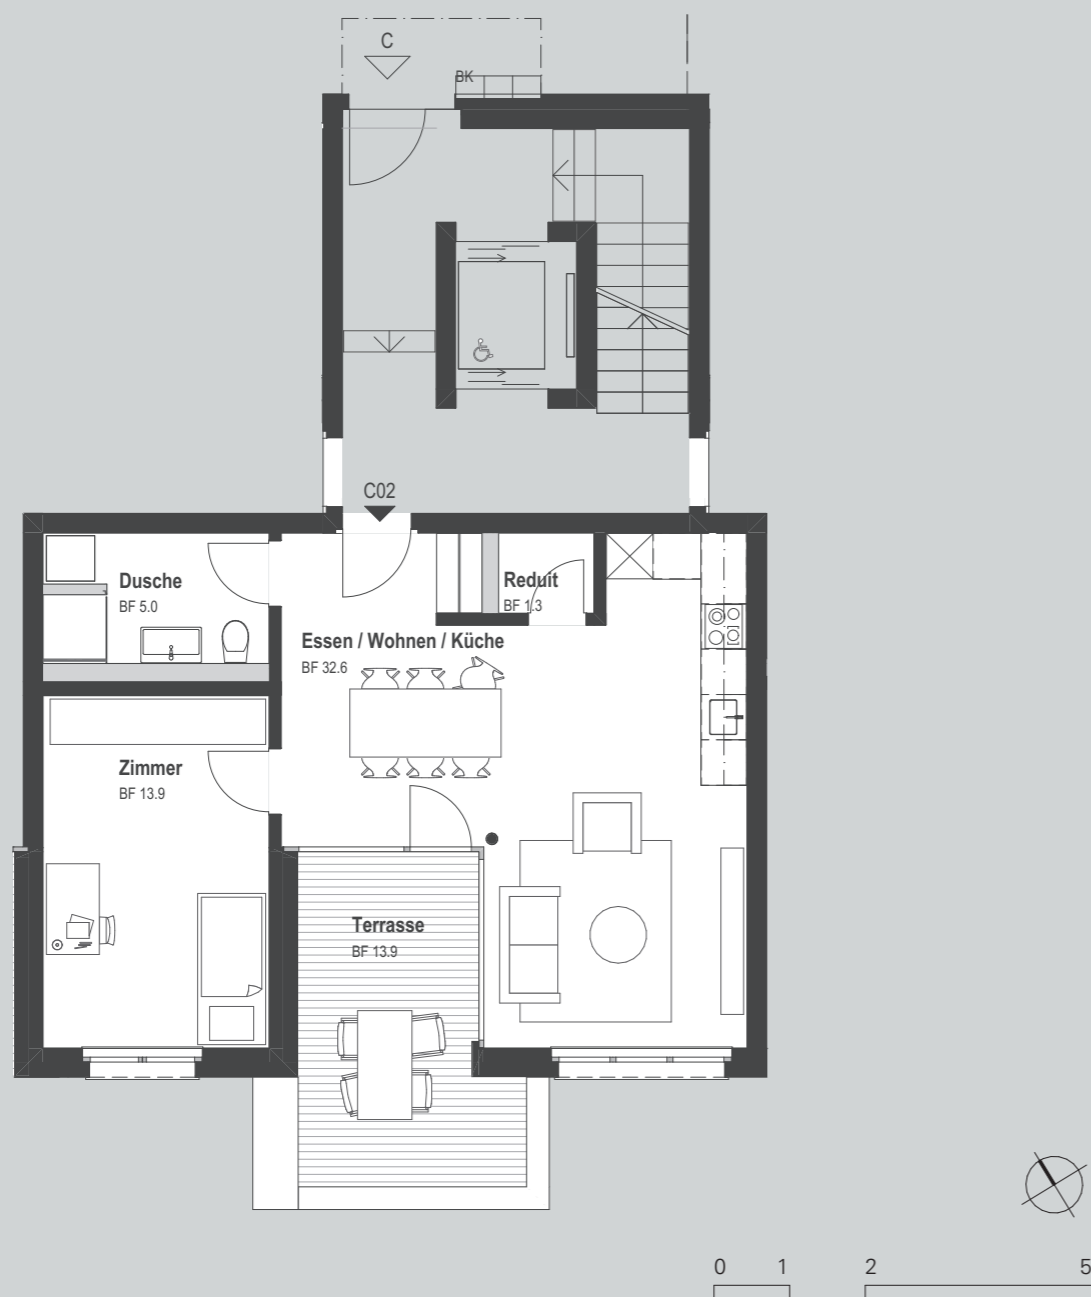 C
BK
C02
Dusche
BF 5.0
Reduit
BF 1.3
Essen / Wohnen / Küche
BF 32.6
Zimmer
BF 13.9
Terrasse
BF 13.9
0 1 2 5